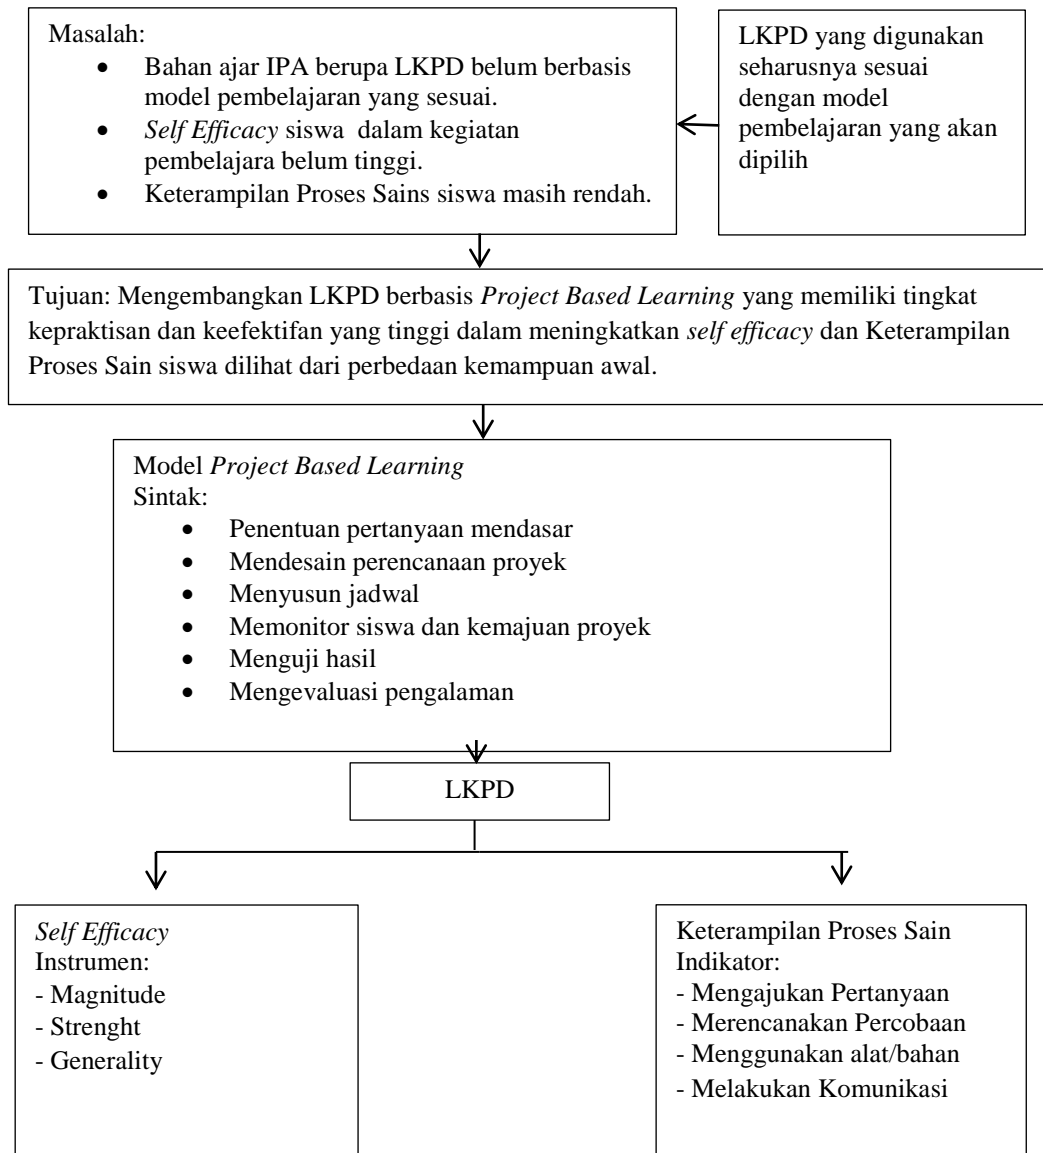 Masalah:
• Bahan ajar IPA berupa LKPD belum berbasis
model pembelajaran yang sesuai.
• Self Efficacy siswa dalam kegiatan
pembelajara belum tinggi.
• Keterampilan Proses Sains siswa masih rendah.
LKPD yang digunakan
seharusnya sesuai
dengan model
pembelajaran yang akan
dipilih
Tujuan: Mengembangkan LKPD berbasis Project Based Learning yang memiliki tingkat
kepraktisan dan keefektifan yang tinggi dalam meningkatkan self efficacy dan Keterampilan
Proses Sain siswa dilihat dari perbedaan kemampuan awal.
Model Project Based Learning
Sintak:
• Penentuan pertanyaan mendasar
• Mendesain perencanaan proyek
• Menyusun jadwal
• Memonitor siswa dan kemajuan proyek
• Menguji hasil
• Mengevaluasi pengalaman
LKPD
Self Efficacy
Instrumen:
- Magnitude
- Strenght
- Generality
Keterampilan Proses Sain
Indikator:
- Mengajukan Pertanyaan
- Merencanakan Percobaan
- Menggunakan alat/bahan
- Melakukan Komunikasi